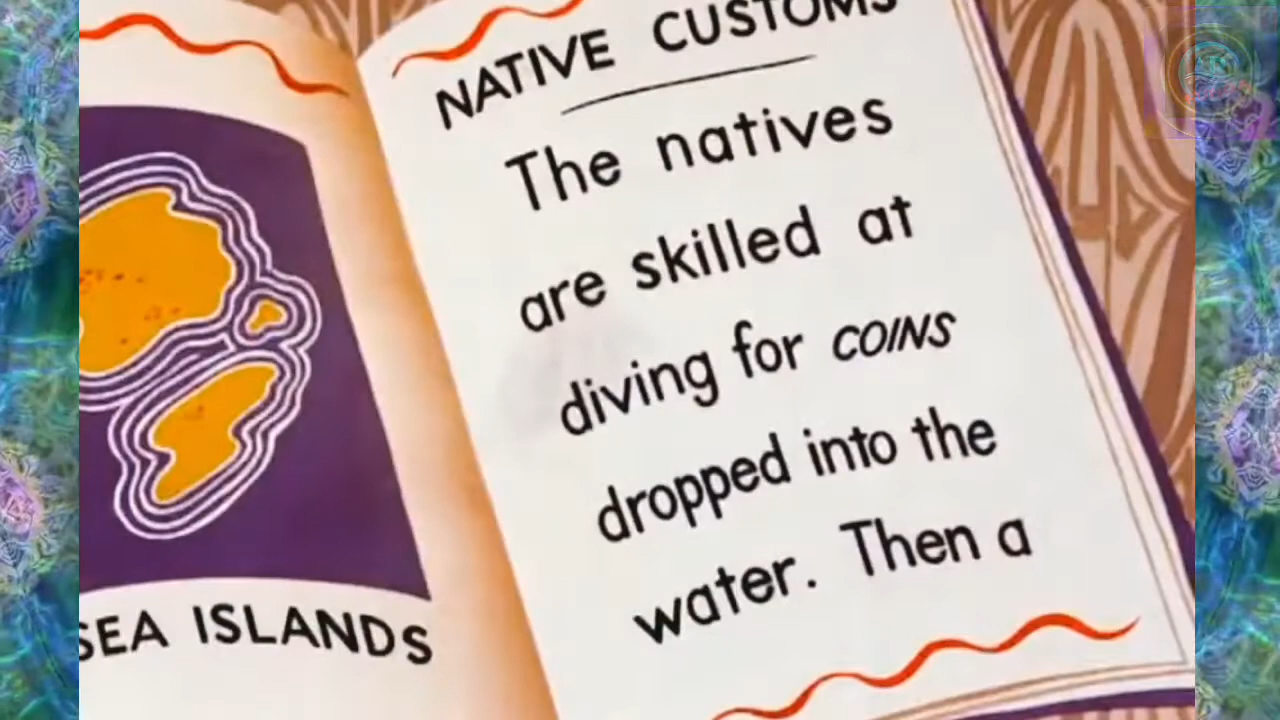 SEA ISLANDS
NATIVE CUSTOMS
The natives
are skilled at
diving for COINS
dropped into the
water. Then a